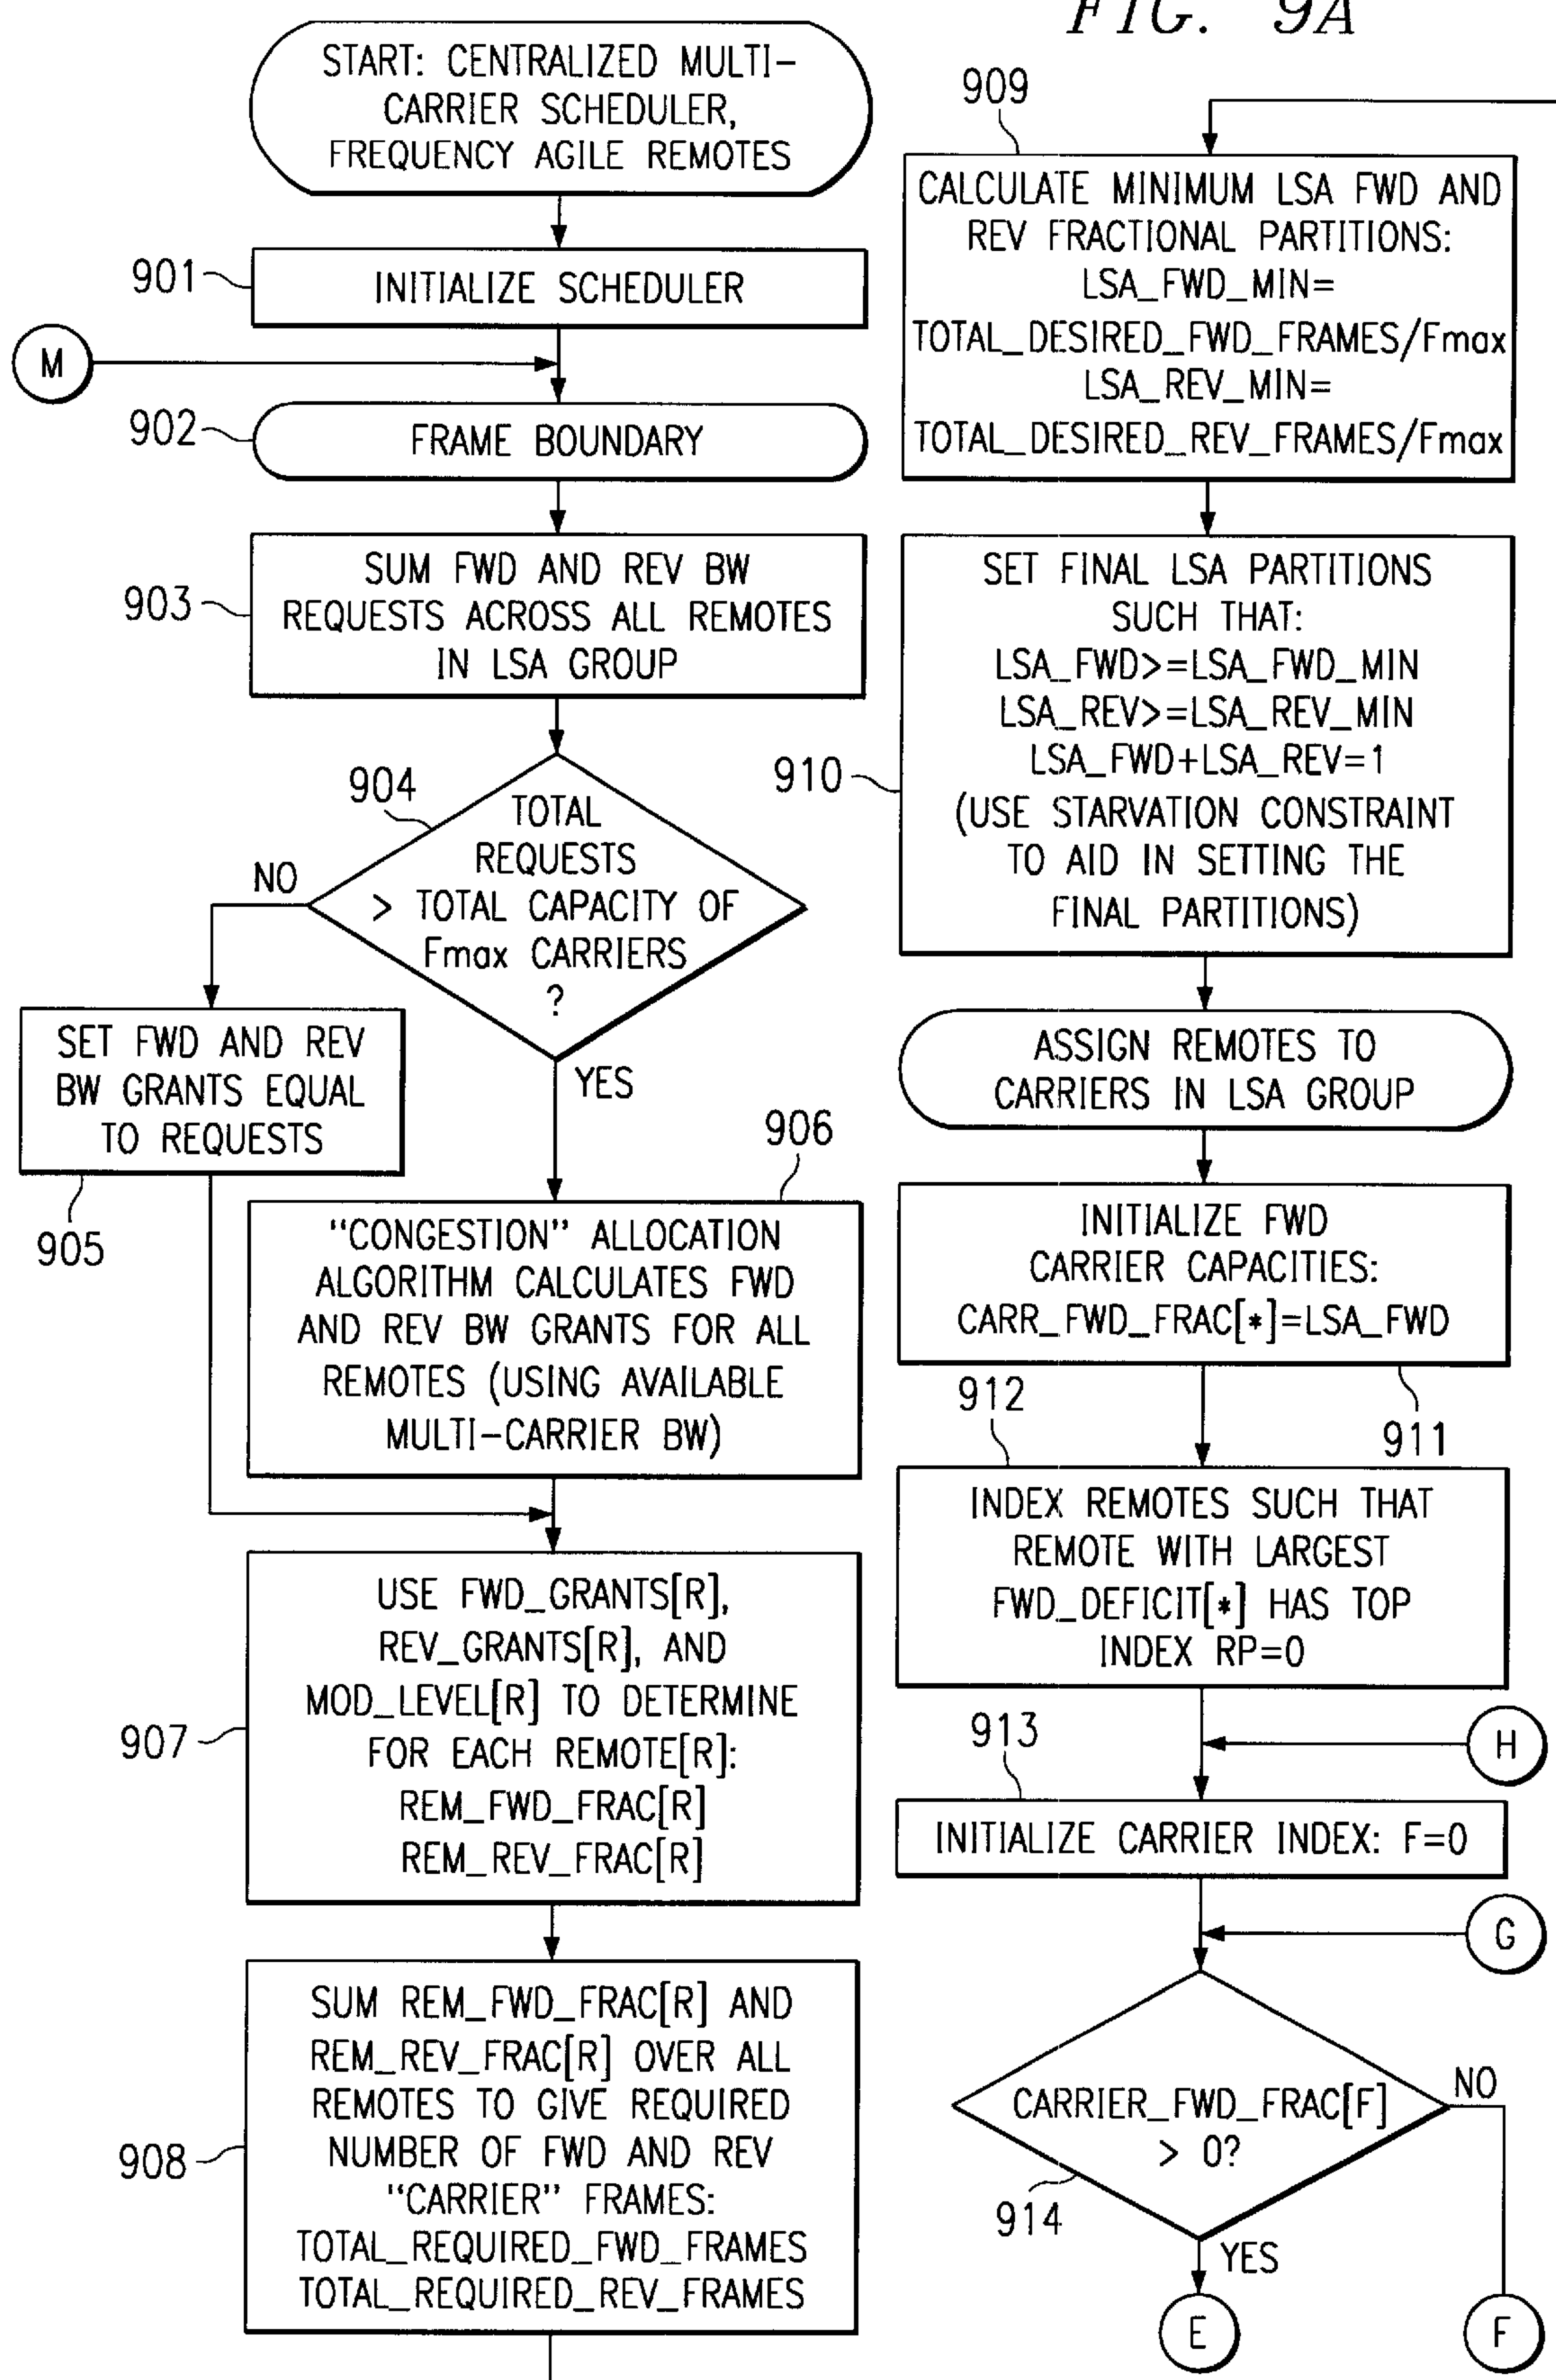 FIG. 9A
START: CENTRALIZED MULTI-
CARRIER SCHEDULER,
FREQUENCY AGILE REMOTES
901
INITIALIZE SCHEDULER
M
902
FRAME BOUNDARY
903
SUM FWD AND REV BW
REQUESTS ACROSS ALL REMOTES
IN LSA GROUP
904
TOTAL
REQUESTS
> TOTAL CAPACITY OF
Fmax CARRIERS
?
NO
YES
SET FWD AND REV
BW GRANTS EQUAL
TO REQUESTS
905
906
"CONGESTION" ALLOCATION
ALGORITHM CALCULATES FWD
AND REV BW GRANTS FOR ALL
REMOTES (USING AVAILABLE
MULTI-CARRIER BW)
907
USE FWD_GRANTS[R],
REV_GRANTS[R], AND
MOD_LEVEL[R] TO DETERMINE
FOR EACH REMOTE[R]:
REM_FWD_FRAC[R]
REM_REV_FRAC[R]
908
SUM REM_FWD_FRAC[R] AND
REM_REV_FRAC[R] OVER ALL
REMOTES TO GIVE REQUIRED
NUMBER OF FWD AND REV
"CARRIER" FRAMES:
TOTAL_REQUIRED_FWD_FRAMES
TOTAL_REQUIRED_REV_FRAMES
909
CALCULATE MINIMUM LSA FWD AND
REV FRACTIONAL PARTITIONS:
LSA_FWD_MIN=
TOTAL_DESIRED_FWD_FRAMES/Fmax
LSA_REV_MIN=
TOTAL_DESIRED_REV_FRAMES/Fmax
910
SET FINAL LSA PARTITIONS
SUCH THAT:
LSA_FWD>=LSA_FWD_MIN
LSA_REV>=LSA_REV_MIN
LSA_FWD+LSA_REV=1
(USE STARVATION CONSTRAINT
TO AID IN SETTING THE
FINAL PARTITIONS)
ASSIGN REMOTES TO
CARRIERS IN LSA GROUP
INITIALIZE FWD
CARRIER CAPACITIES:
CARR_FWD_FRAC[*]=LSA_FWD
911
912
INDEX REMOTES SUCH THAT
REMOTE WITH LARGEST
FWD_DEFICIT[*] HAS TOP
INDEX RP=0
H
913
INITIALIZE CARRIER INDEX: F=0
G
CARRIER_FWD_FRAC[F]
> 0?
914
NO
YES
E
F